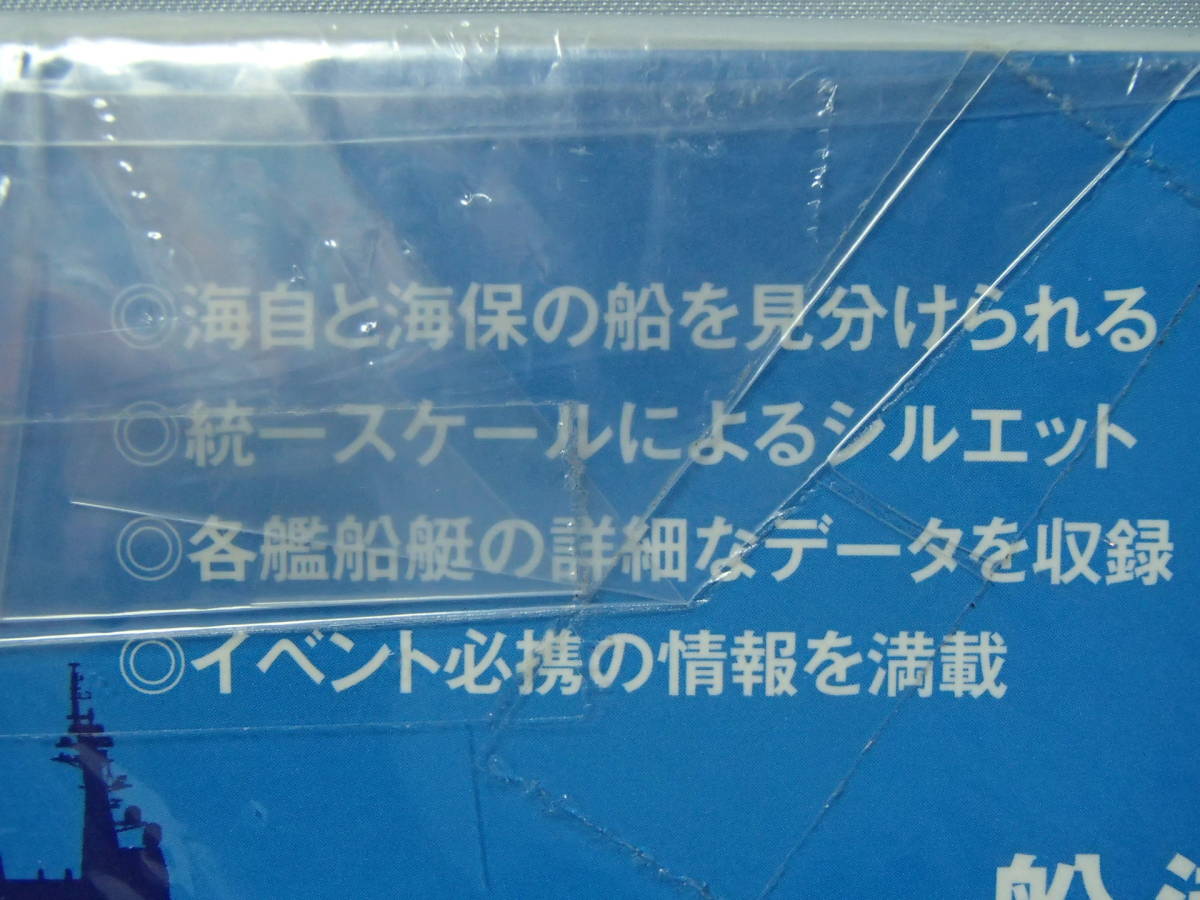 ◎海自と海保の船を見分けられる
◎統一スケールによるシルエット
◎各艦船艇の詳細なデータを収録
◎イベント必携の情報を満載
船